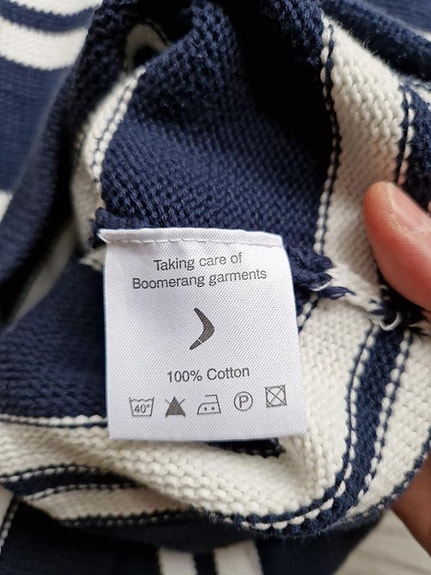 Taking care of
Boomerang garments
100% Cotton
40° P